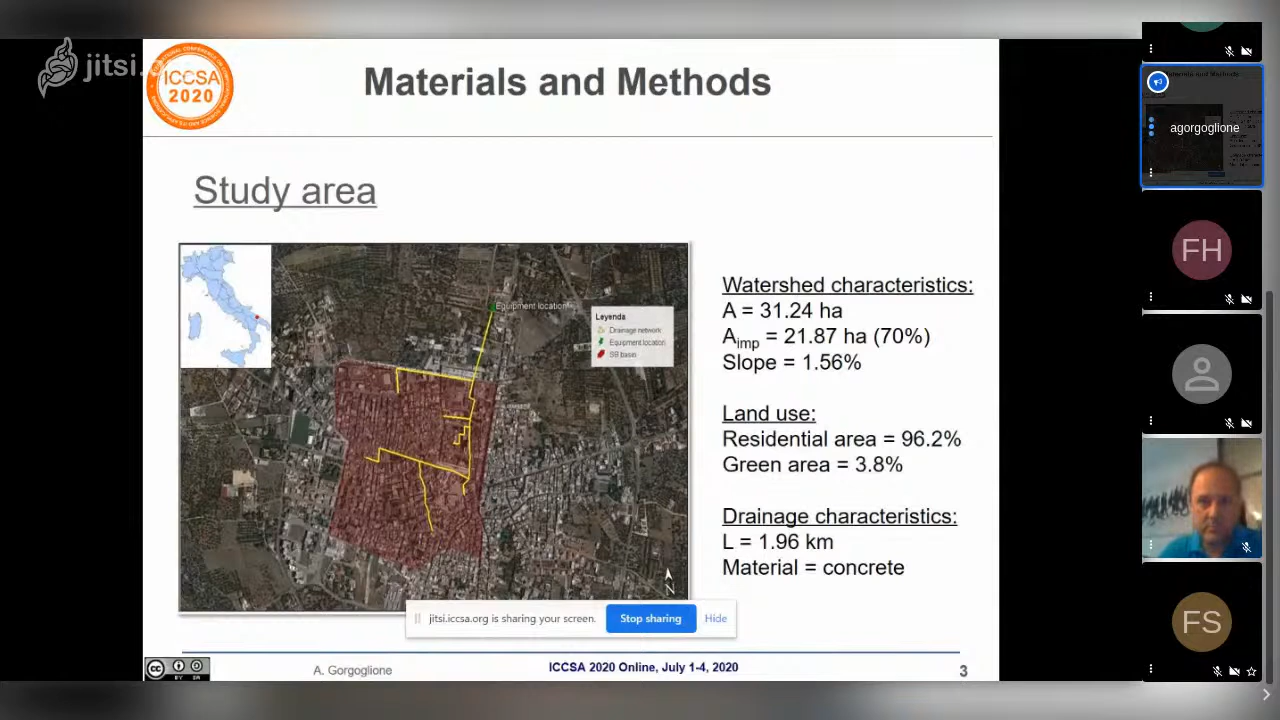 jitsi.
ICCSA
2020
Materials and Methods
Study area
Equipment location
Leyenda
Drainage network
Equipment location
SB basin
N
Watershed characteristics:
A = 31.24 ha
Aimp = 21.87 ha (70%)
Slope = 1.56%
Land use:
Residential area = 96.2%
Green area = 3.8%
Drainage characteristics:
L = 1.96 km
Material = concrete
jitsi.iccsa.org is sharing your screen.
Stop sharing
Hide
CC BY
A. Gorgoglione
ICCSA 2020 Online, July 1-4, 2020
3
agorgoglione
FH
FS